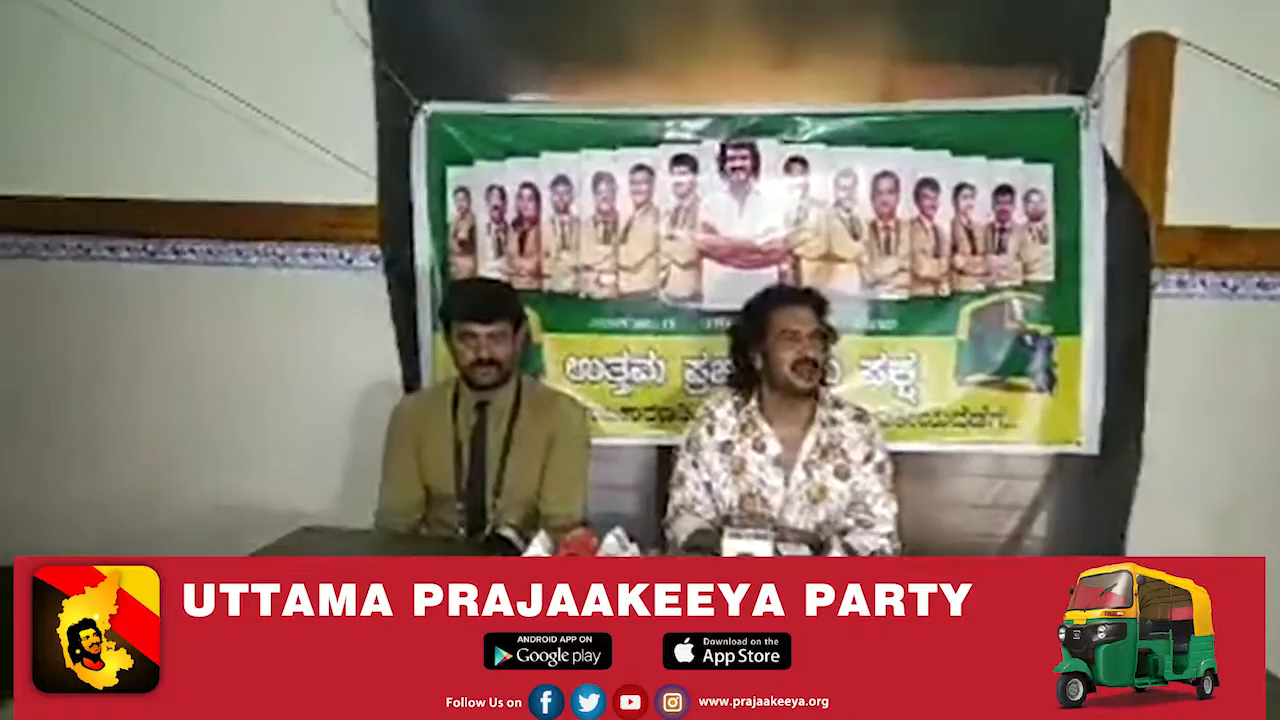 ಉತ್ತಮ ಪ್ರಜಾ ಪಕ್ಷ
UTTAMA PRAJAAKEEYA PARTY
ANDROID APP ON
Google play
Download on the
App Store
Follow Us on
www.prajaakeeya.org